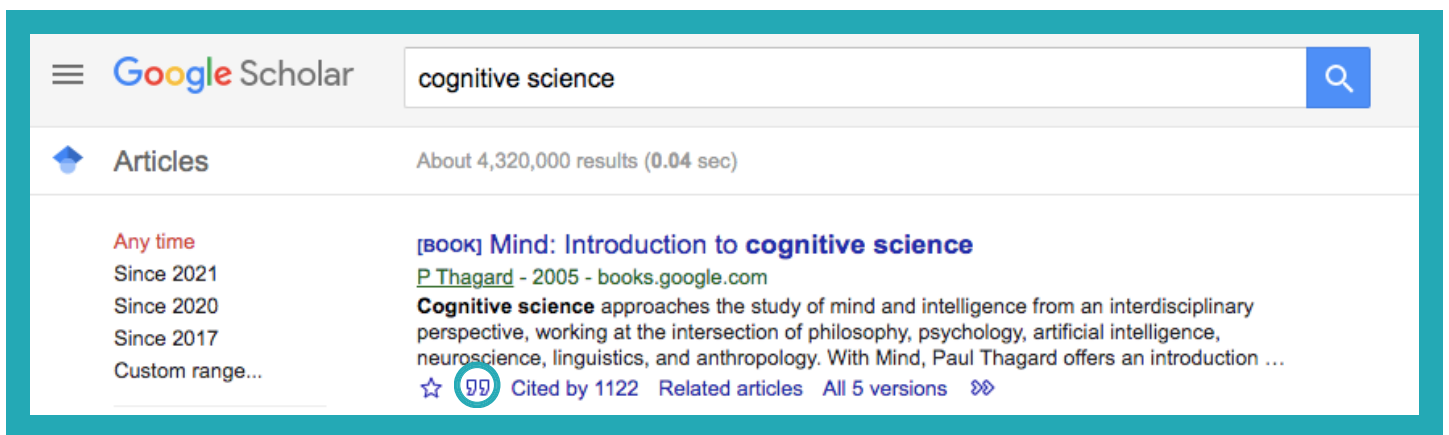 Google Scholar
cognitive science
Articles
About 4,320,000 results (0.04 sec)
Any time
Since 2021
Since 2020
Since 2017
Custom range...
[BOOK] Mind: Introduction to cognitive science
P Thagard - 2005 - books.google.com
Cognitive science approaches the study of mind and intelligence from an interdisciplinary
perspective, working at the intersection of philosophy, psychology, artificial intelligence,
neuroscience, linguistics, and anthropology. With Mind, Paul Thagard offers an introduction …
Cited by 1122 Related articles All 5 versions